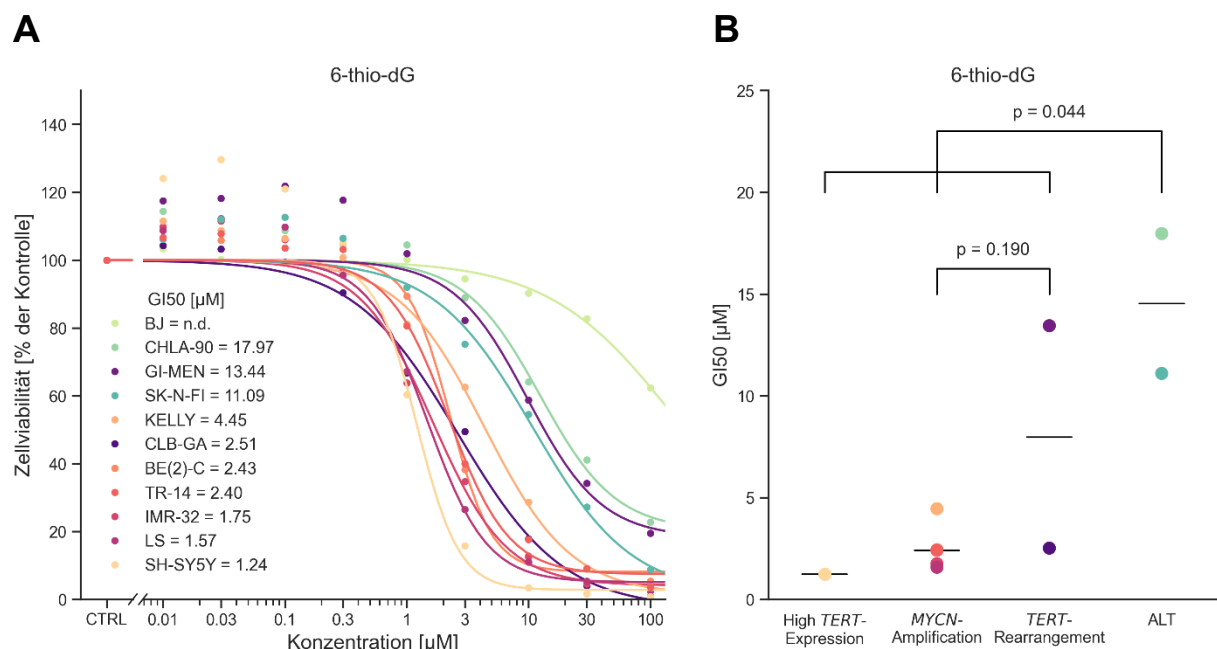 A
6-thio-dG
Zellviabilität [% der Kontrolle]
140
120
100
80
60
40
20
0
GI50 [µM]
BJ = n.d.
CHLA-90 = 17.97
GI-MEN = 13.44
SK-N-FI = 11.09
KELLY = 4.45
CLB-GA = 2.51
BE(2)-C = 2.43
TR-14 = 2.40
IMR-32 = 1.75
LS = 1.57
SH-SY5Y = 1.24
CTRL 0.01 0.03 0.1 0.3 1 3 10 30 100
Konzentration [µM]
B
6-thio-dG
GI50 [µM]
25
20
15
10
5
0
p = 0.044
p = 0.190
High TERT-
Expression
MYCN-
Amplification
TERT-
Rearrangement
ALT